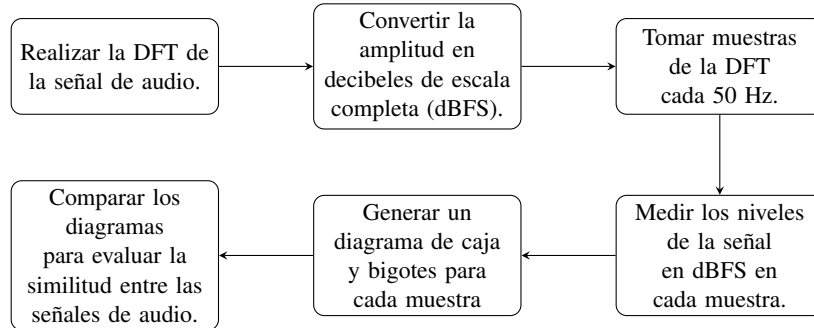 Realizar la DFT de
la señal de audio.
Convertir la
amplitud en
decibeles de escala
completa (dBFS).
Tomar muestras
de la DFT
cada 50 Hz.
Medir los niveles
de la señal
en dBFS en
cada muestra.
Generar un
diagrama de caja
y bigotes para
cada muestra
Comparar los
diagramas
para evaluar la
similitud entre las
señales de audio.